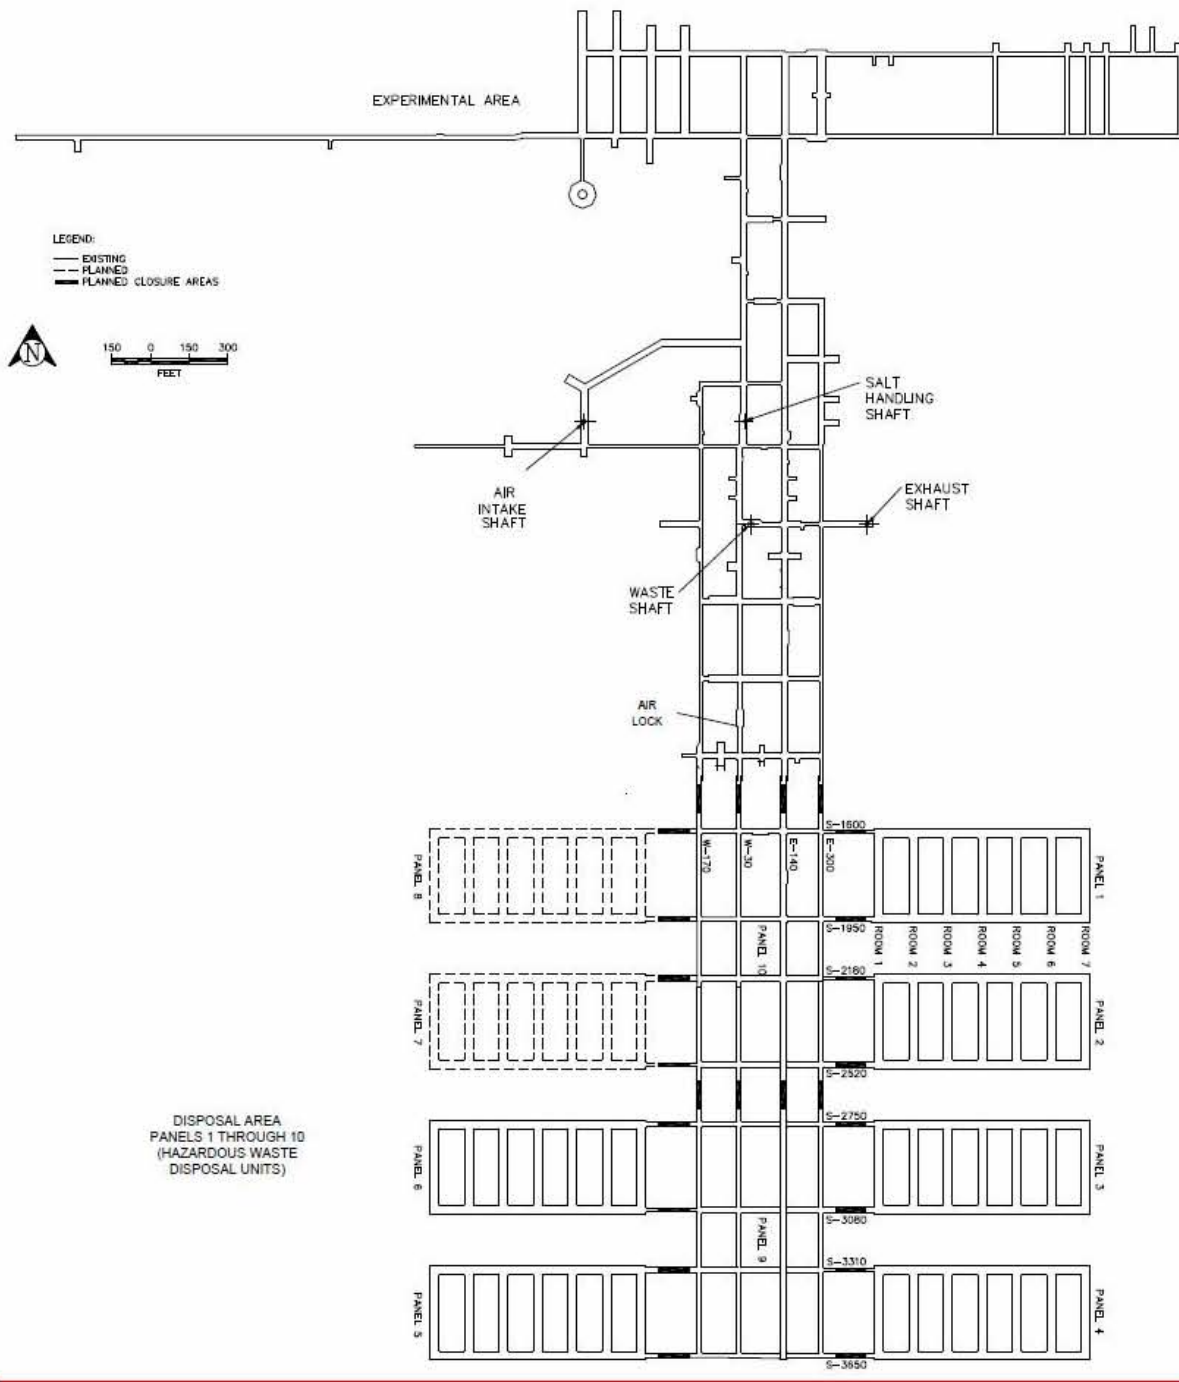 EXPERIMENTAL AREA
LEGEND:
EXISTING
PLANNED
PLANNED CLOSURE AREAS
N
150 0 150 300
FEET
SALT
HANDLING
SHAFT
AIR
INTAKE
SHAFT
EXHAUST
SHAFT
WASTE
SHAFT
AIR
LOCK
S-1600
W-170
W-30
E-140
E-300
PANEL 8
PANEL 1
S-1950
PANEL 10
ROOM 1
ROOM 2
ROOM 3
ROOM 4
ROOM 5
ROOM 6
ROOM 7
S-2180
PANEL 7
PANEL 2
S-2520
S-2750
DISPOSAL AREA
PANELS 1 THROUGH 10
(HAZARDOUS WASTE
DISPOSAL UNITS)
PANEL 6
PANEL 3
S-3080
PANEL 9
S-3310
PANEL 5
PANEL 4
S-3650